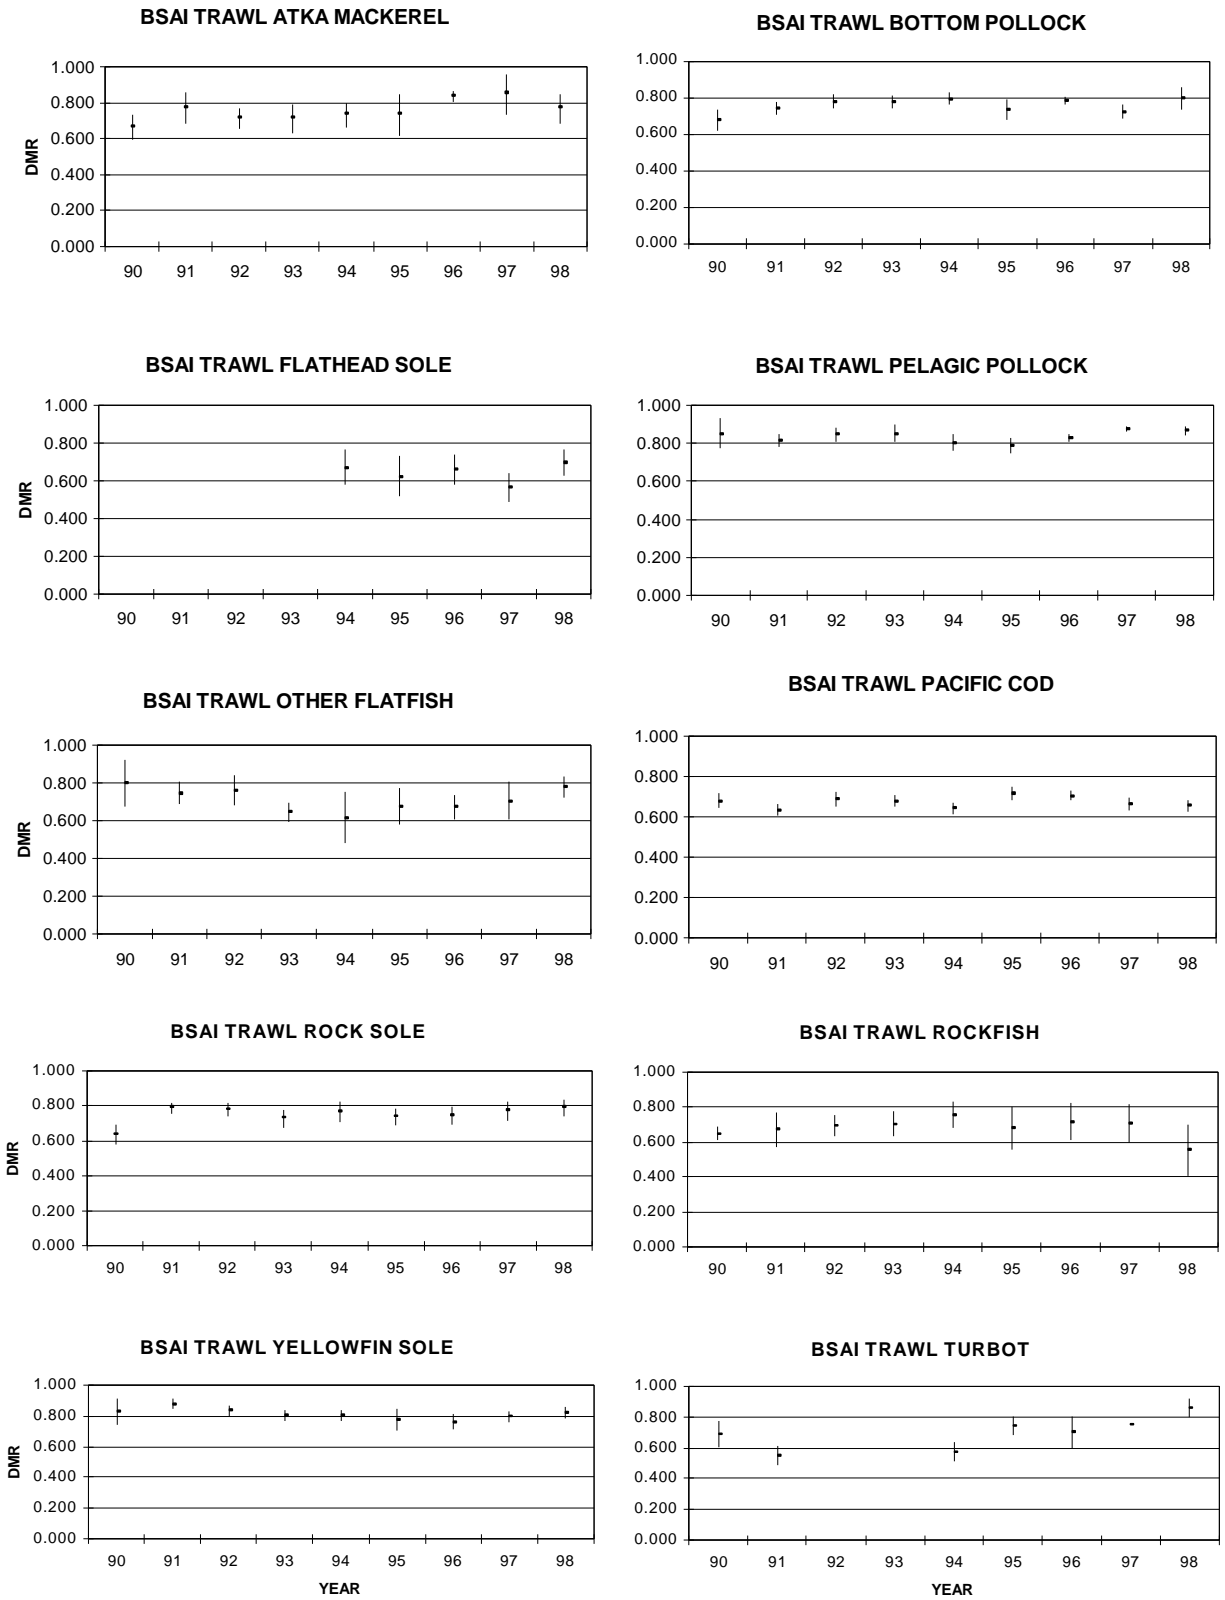 BSAI TRAWL ATKA MACKEREL
1.000
0.800
0.600
0.400
0.200
0.000
DMR
90 91 92 93 94 95 96 97 98
BSAI TRAWL BOTTOM POLLOCK
1.000
0.800
0.600
0.400
0.200
0.000
90 91 92 93 94 95 96 97 98
BSAI TRAWL FLATHEAD SOLE
1.000
0.800
0.600
0.400
0.200
0.000
DMR
90 91 92 93 94 95 96 97 98
BSAI TRAWL PELAGIC POLLOCK
1.000
0.800
0.600
0.400
0.200
0.000
90 91 92 93 94 95 96 97 98
BSAI TRAWL OTHER FLATFISH
1.000
0.800
0.600
0.400
0.200
0.000
DMR
90 91 92 93 94 95 96 97 98
BSAI TRAWL PACIFIC COD
1.000
0.800
0.600
0.400
0.200
0.000
90 91 92 93 94 95 96 97 98
BSAI TRAWL ROCK SOLE
1.000
0.800
0.600
0.400
0.200
0.000
DMR
90 91 92 93 94 95 96 97 98
BSAI TRAWL ROCKFISH
1.000
0.800
0.600
0.400
0.200
0.000
90 91 92 93 94 95 96 97 98
BSAI TRAWL YELLOWFIN SOLE
1.000
0.800
0.600
0.400
0.200
0.000
DMR
90 91 92 93 94 95 96 97 98
YEAR
BSAI TRAWL TURBOT
1.000
0.800
0.600
0.400
0.200
0.000
90 91 92 93 94 95 96 97 98
YEAR